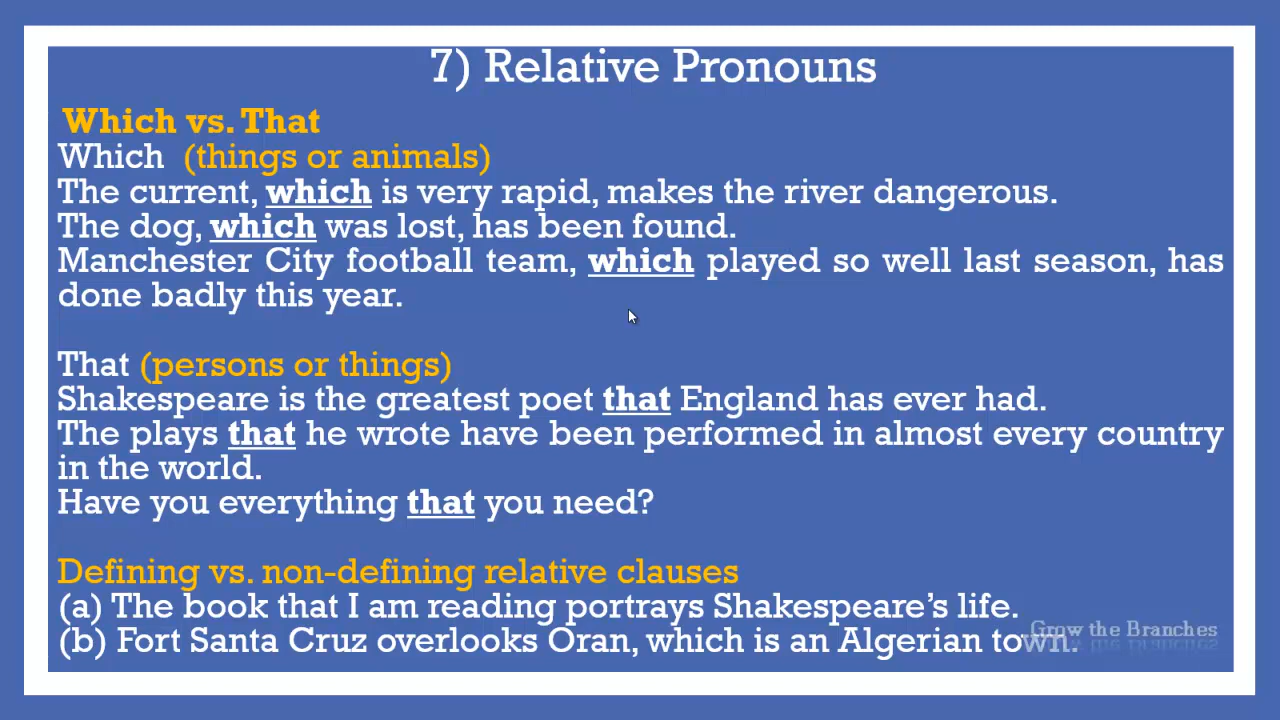 7) Relative Pronouns
Which vs. That
Which (things or animals)
The current, which is very rapid, makes the river dangerous.
The dog, which was lost, has been found.
Manchester City football team, which played so well last season, has
done badly this year.
That (persons or things)
Shakespeare is the greatest poet that England has ever had.
The plays that he wrote have been performed in almost every country
in the world.
Have you everything that you need?
Defining vs. non-defining relative clauses
(a) The book that I am reading portrays Shakespeare’s life.
(b) Fort Santa Cruz overlooks Oran, which is an Algerian town.
Grow the Branches